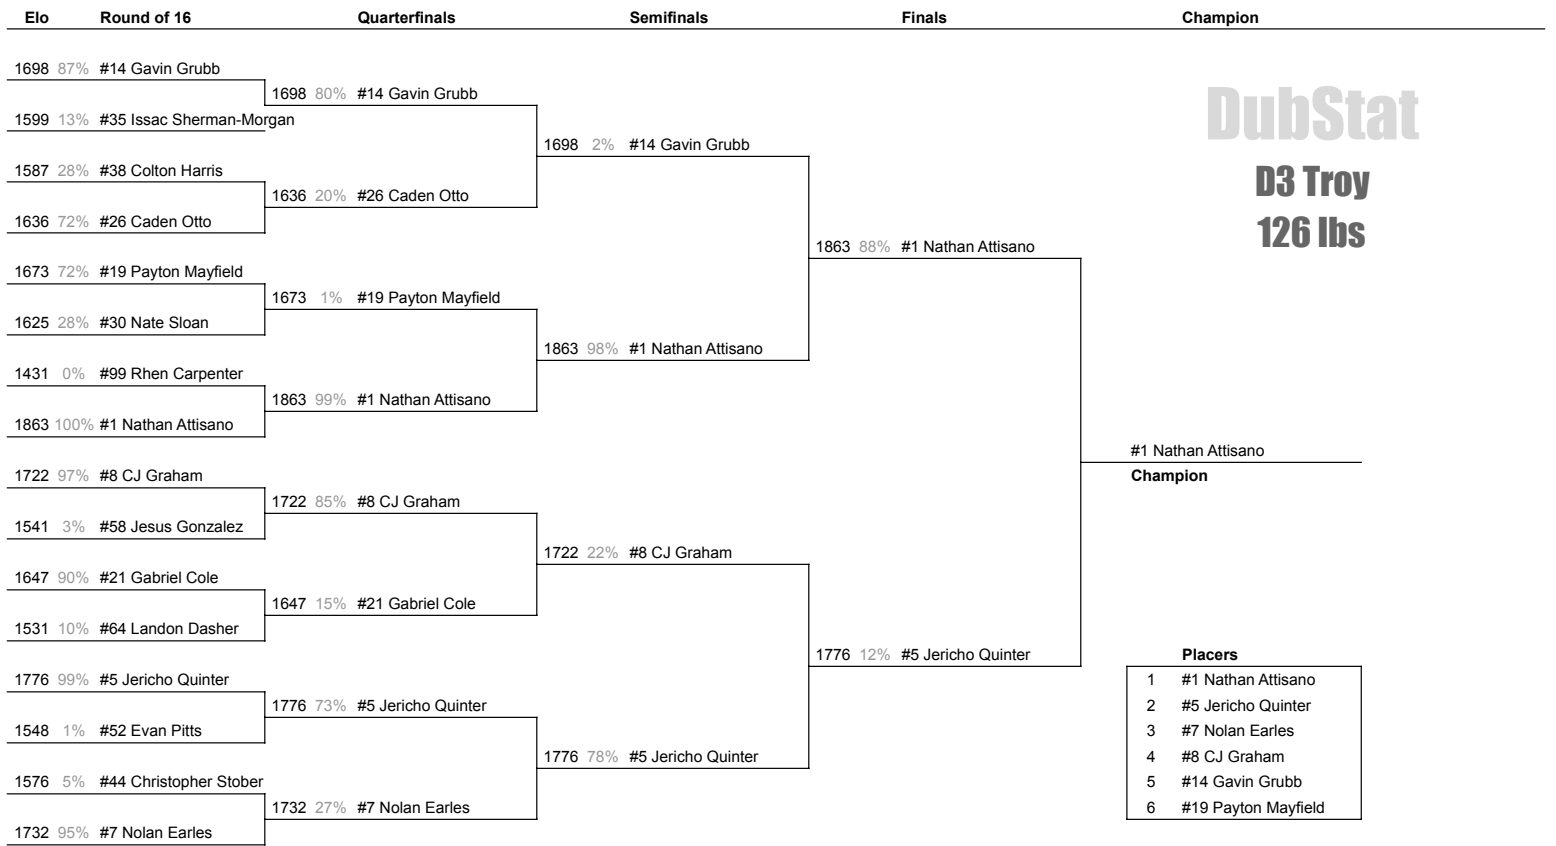 Elo Round of 16 Quarterfinals Semifinals Finals Champion
1698 87% #14 Gavin Grubb
1698 80% #14 Gavin Grubb
1599 13% #35 Issac Sherman-Morgan
1698 2% #14 Gavin Grubb
1587 28% #38 Colton Harris
1636 20% #26 Caden Otto
1636 72% #26 Caden Otto
1863 88% #1 Nathan Attisano
1673 72% #19 Payton Mayfield
1673 1% #19 Payton Mayfield
1625 28% #30 Nate Sloan
1863 98% #1 Nathan Attisano
1431 0% #99 Rhen Carpenter
1863 99% #1 Nathan Attisano
1863 100% #1 Nathan Attisano
#1 Nathan Attisano
Champion
1722 97% #8 CJ Graham
1722 85% #8 CJ Graham
1541 3% #58 Jesus Gonzalez
1722 22% #8 CJ Graham
1647 90% #21 Gabriel Cole
1647 15% #21 Gabriel Cole
1531 10% #64 Landon Dasher
1776 12% #5 Jericho Quinter
1776 99% #5 Jericho Quinter
1776 73% #5 Jericho Quinter
1548 1% #52 Evan Pitts
1776 78% #5 Jericho Quinter
1576 5% #44 Christopher Stober
1732 27% #7 Nolan Earles
1732 95% #7 Nolan Earles
DubStat
D3 Troy
126 lbs
Placers
1 #1 Nathan Attisano
2 #5 Jericho Quinter
3 #7 Nolan Earles
4 #8 CJ Graham
5 #14 Gavin Grubb
6 #19 Payton Mayfield